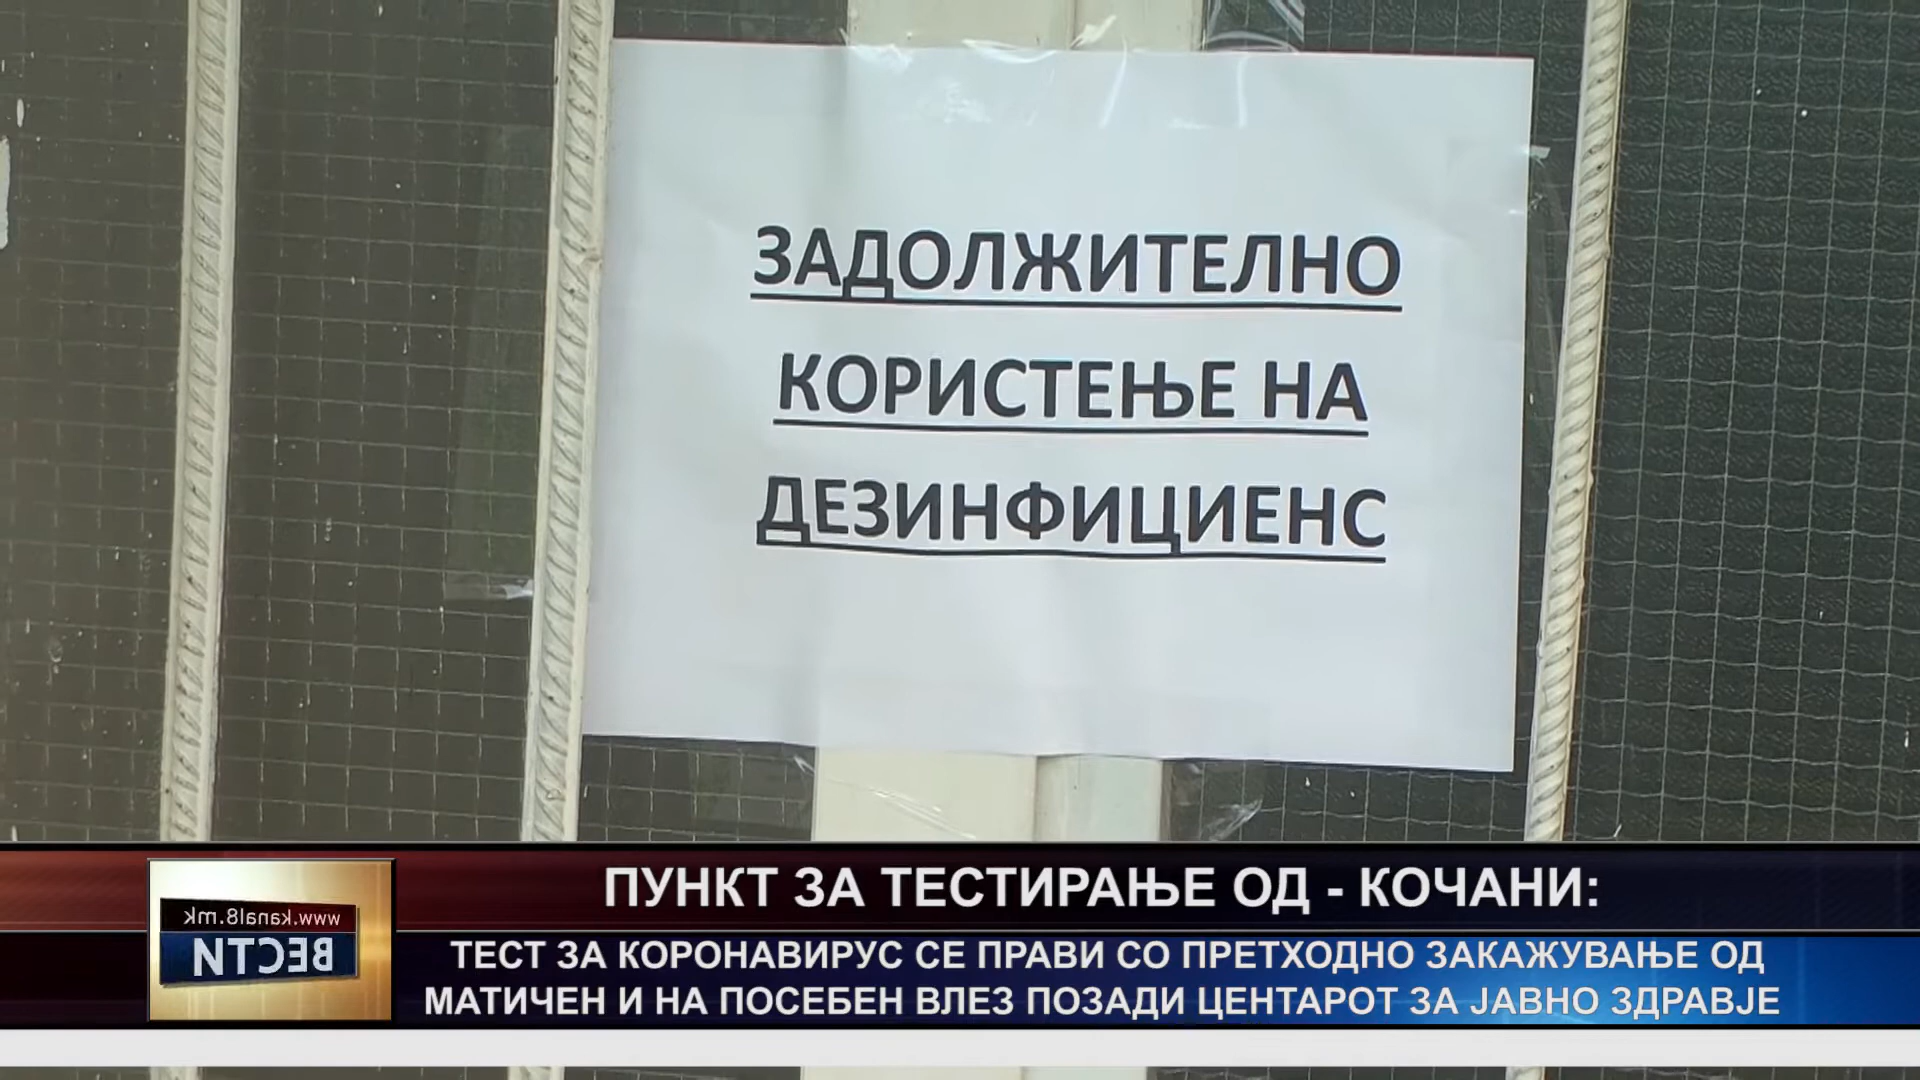 ЗАДОЛЖИТЕЛНО
КОРИСТЕЊЕ НА
ДЕЗИНФИЦИЕНС
ПУНКТ ЗА ТЕСТИРАЊЕ ОД - КОЧАНИ:
www.kanal8.mk
ВЕСТИ
ТЕСТ ЗА КОРОНАВИРУС СЕ ПРАВИ СО ПРЕТХОДНО ЗАКАЖУВАЊЕ ОД
МАТИЧЕН И НА ПОСЕБЕН ВЛЕЗ ПОЗАДИ ЦЕНТАРОТ ЗА ЈАВНО ЗДРАВЈЕ